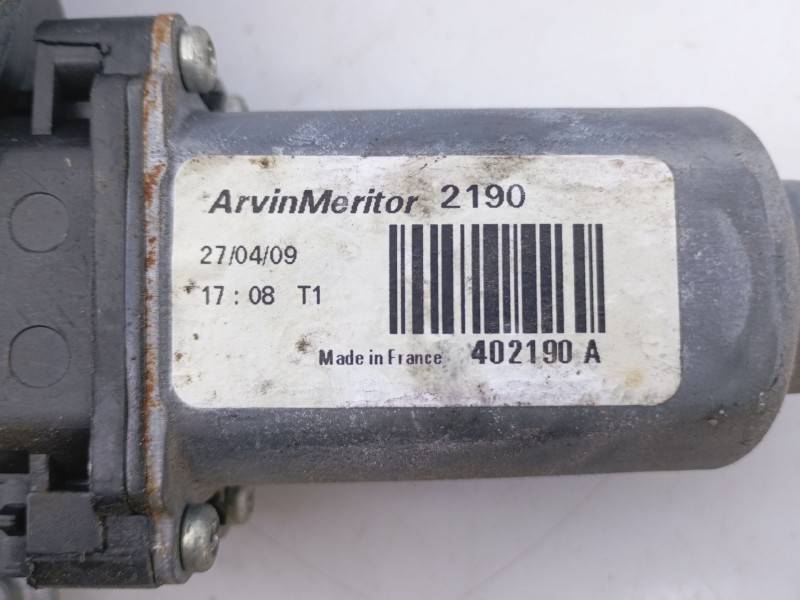 ArvinMeritor 2190
27/04/09
17:08 T1
Made in France 402190 A